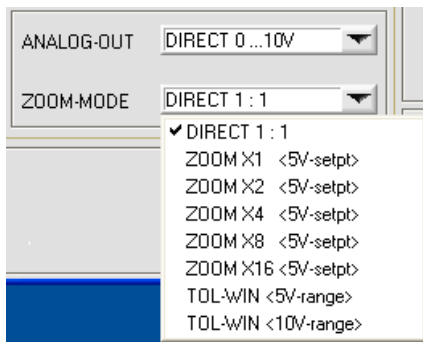 ANALOG-OUT DIRECT 0 ...10V
ZOOM-MODE DIRECT 1 : 1
✔DIRECT 1 : 1
ZOOM X1 <5V-setpt>
ZOOM X2 <5V-setpt>
ZOOM X4 <5V-setpt>
ZOOM X8 <5V-setpt>
ZOOM X16 <5V-setpt>
TOL-WIN <5V-range>
TOL-WIN <10V-range>